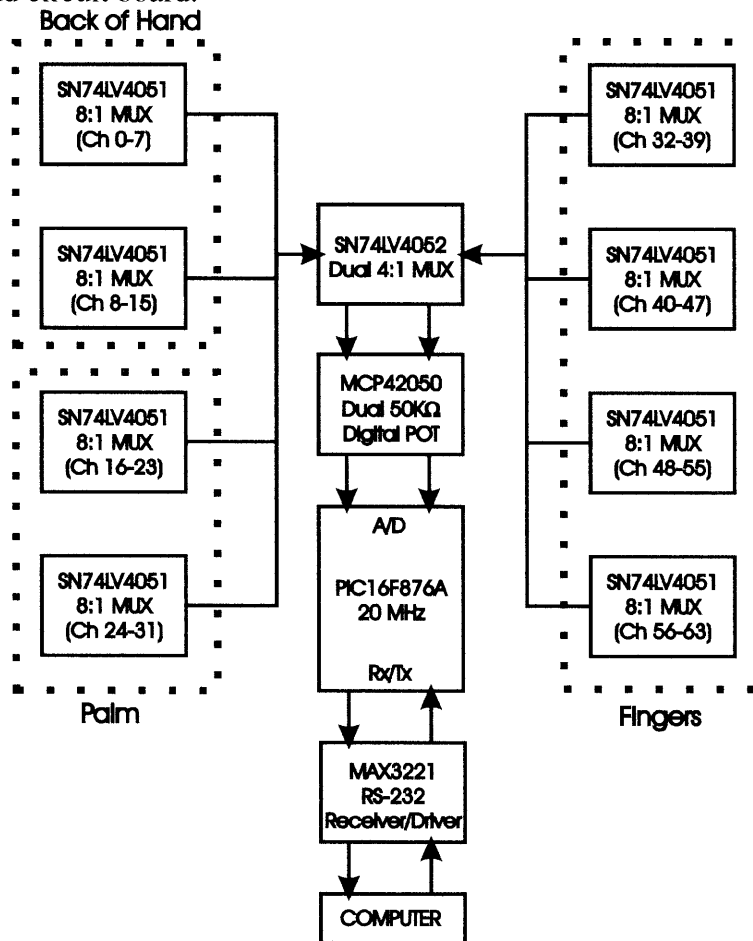 Back of Hand
SN74LV4051
8:1 MUX
(Ch 0-7)
SN74LV4051
8:1 MUX
(Ch 8-15)
SN74LV4051
8:1 MUX
(Ch 16-23)
SN74LV4051
8:1 MUX
(Ch 24-31)
Palm
SN74LV4052
Dual 4:1 MUX
MCP42050
Dual 50KΩ
Digital POT
A/D
PIC16F876A
20 MHz
Rx/Tx
MAX3221
RS-232
Receiver/Driver
COMPUTER
SN74LV4051
8:1 MUX
(Ch 32-39)
SN74LV4051
8:1 MUX
(Ch 40-47)
SN74LV4051
8:1 MUX
(Ch 48-55)
SN74LV4051
8:1 MUX
(Ch 56-63)
Fingers